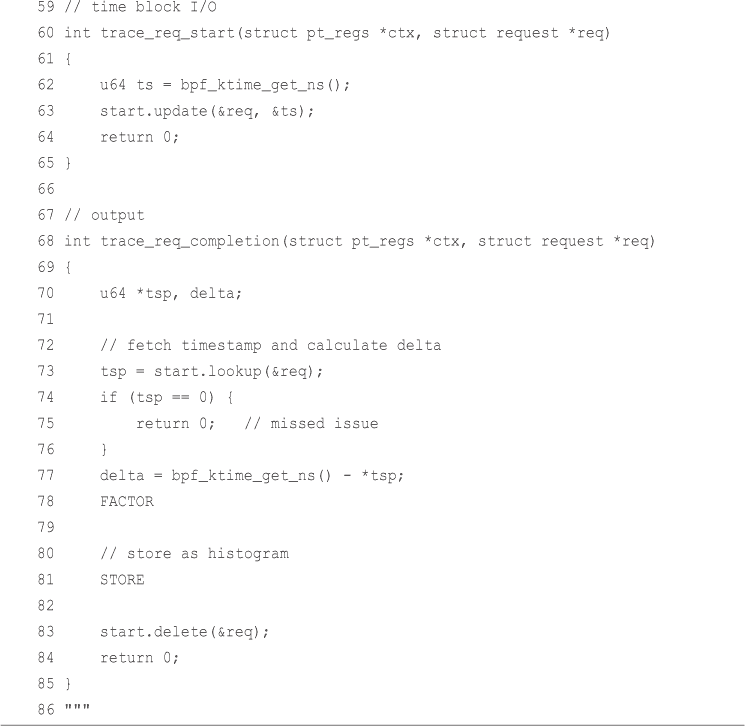 59 // time block I/O
60 int trace_req_start(struct pt_regs *ctx, struct request *req)
61 {
62     u64 ts = bpf_ktime_get_ns();
63     start.update(&req, &ts);
64     return 0;
65 }
66
67 // output
68 int trace_req_completion(struct pt_regs *ctx, struct request *req)
69 {
70     u64 *tsp, delta;
71
72     // fetch timestamp and calculate delta
73     tsp = start.lookup(&req);
74     if (tsp == 0) {
75         return 0;   // missed issue
76     }
77     delta = bpf_ktime_get_ns() - *tsp;
78     FACTOR
79
80     // store as histogram
81     STORE
82
83     start.delete(&req);
84     return 0;
85 }
86 """